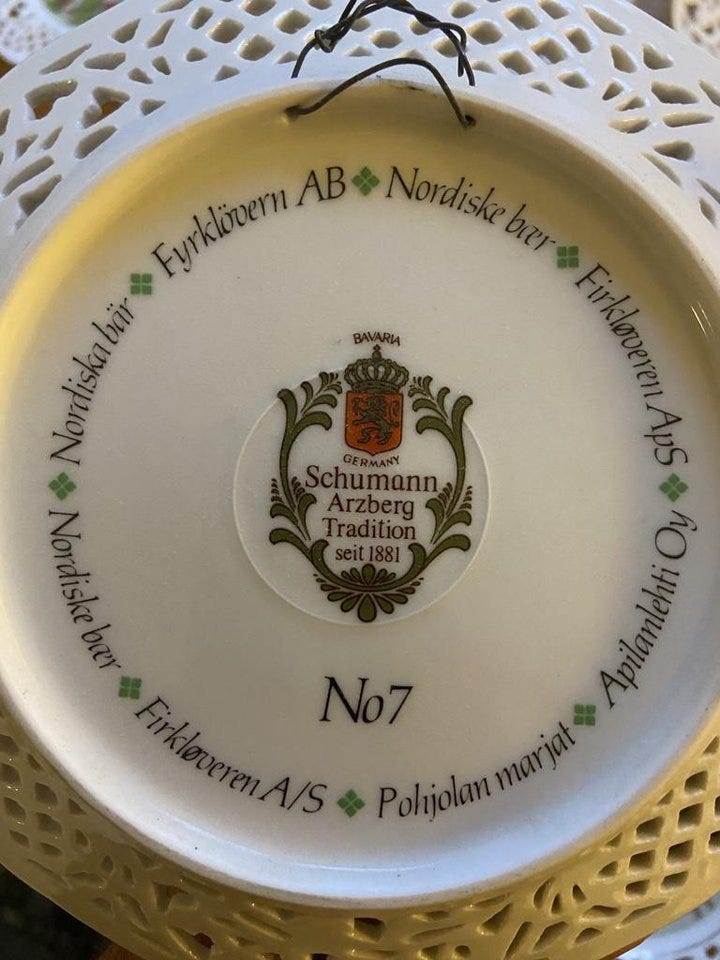 Nordiska bär
Fyrklövern AB
Nordiske bær
Firkløveren ApS
Apilanlehti Oy
Pohjolan marjat
Firkløveren A/S
Nordiske bær
BAVARIA
GERMANY
Schumann
Arzberg
Tradition
seit 1881
No7